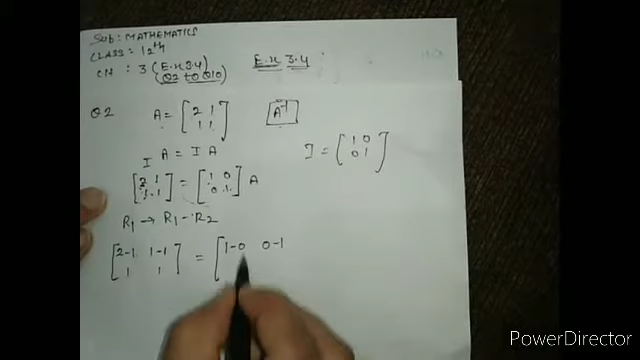 Sub: MATHEMATICS
CLASS: 12th
CH : 3 (Ex 3.4) Ex 3.4
(Q2 to Q10)
Q2 A = [2 1 A⁻¹
1 1]
I A = I A I = [1 0
0 1]
[2 1 = [1 0 A
1 1] 0 1]
R1 → R1 - R2
[2-1 1-1 = [1-0 0-1
1 1]
PowerDirector